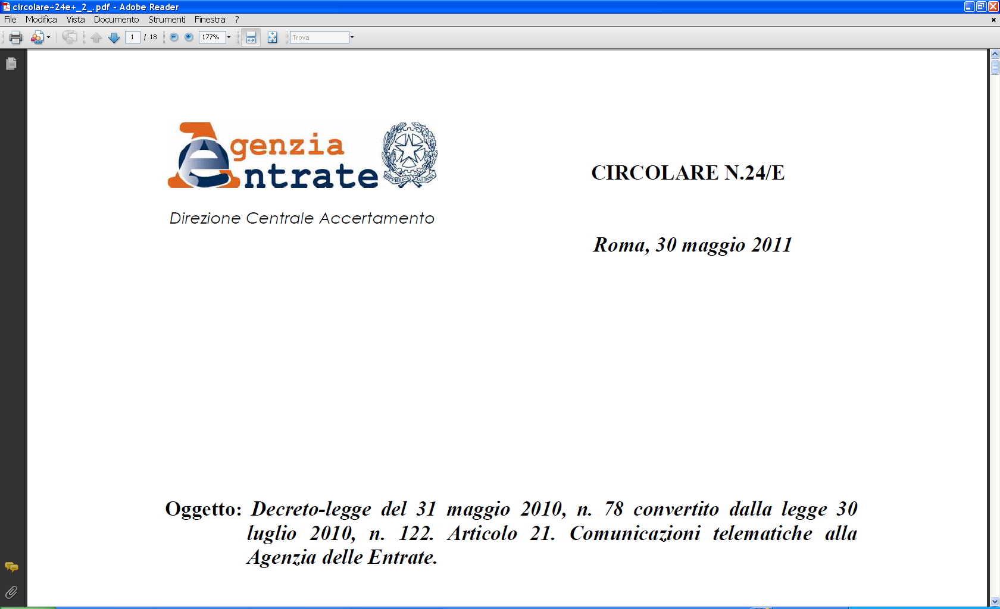 circolare+24e+_2_.pdf - Adobe Reader
File Modifica Vista Documento Strumenti Finestra ?
1 / 18 177% Trova
Agenzia
Entrate
REPVBBLICA ITALIANA
CIRCOLARE N.24/E
Direzione Centrale Accertamento
Roma, 30 maggio 2011
Oggetto: Decreto-legge del 31 maggio 2010, n. 78 convertito dalla legge 30
luglio 2010, n. 122. Articolo 21. Comunicazioni telematiche alla
Agenzia delle Entrate.